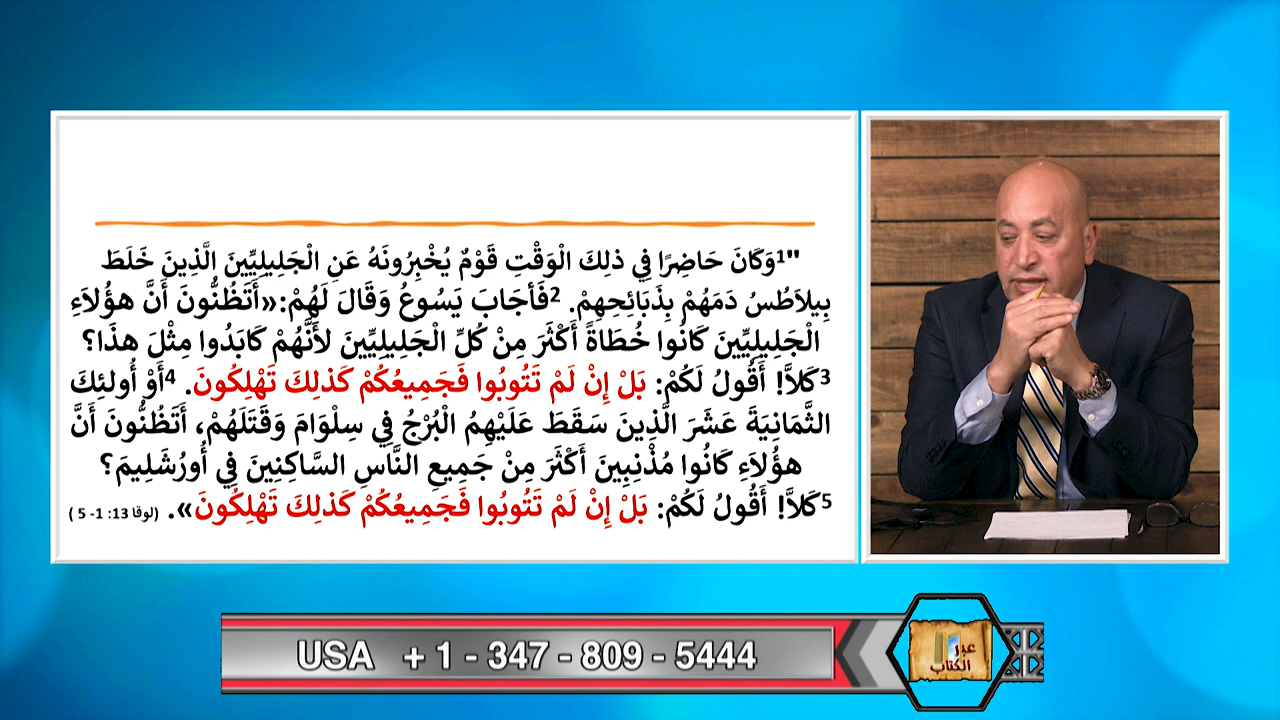 "1وَكَانَ حَاضِرًا فِي ذلِكَ الْوَقْتِ قَوْمٌ يُخْبِرُونَهُ عَنِ الْجَلِيلِيِّينَ الَّذِينَ خَلَطَ
بِيلاَطُسُ دَمَهُمْ بِذَبَائِحِهِمْ. 2فَأجَابَ يَسُوعُ وَقَالَ لَهُمْ:«أَتَظُنُّونَ أَنَّ هؤُلاَءِ
الْجَلِيلِيِّينَ كَانُوا خُطَاةً أَكْثَرَ مِنْ كُلِّ الْجَلِيلِيِّينَ لأَنَّهُمْ كَابَدُوا مِثْلَ هذَا؟
3كَلاَّ! أَقُولُ لَكُمْ: بَلْ إِنْ لَمْ تَتُوبُوا فَجَمِيعُكُمْ كَذلِكَ تَهْلِكُونَ. 4أَوْ أُولئِكَ
الثَّمَانِيَةَ عَشَرَ الَّذِينَ سَقَطَ عَلَيْهِمُ الْبُرْجُ فِي سِلْوَامَ وَقَتَلَهُمْ، أَتَظُنُّونَ أَنَّ
هؤُلاَءِ كَانُوا مُذْنِبِينَ أَكْثَرَ مِنْ جَمِيعِ النَّاسِ السَّاكِنِينَ فِي أُورُشَلِيمَ؟
5كَلاَّ! أَقُولُ لَكُمْ: بَلْ إِنْ لَمْ تَتُوبُوا فَجَمِيعُكُمْ كَذلِكَ تَهْلِكُونَ». (لوقا 13: 1- 5 )
USA + 1 - 347 - 809 - 5444
عبر
الكتاب